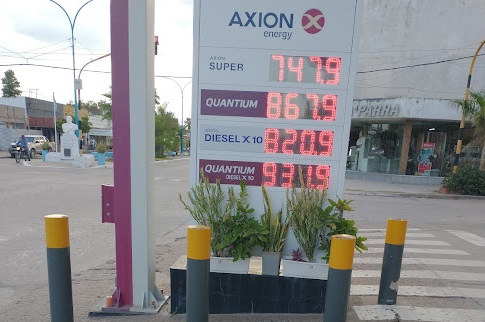 AXION
energy
AXION
SUPER 747.9
QUANTIUM 867.9
AXION
DIESEL X10 820.9
QUANTIUM
DIESEL X 10 931.9
PARRA